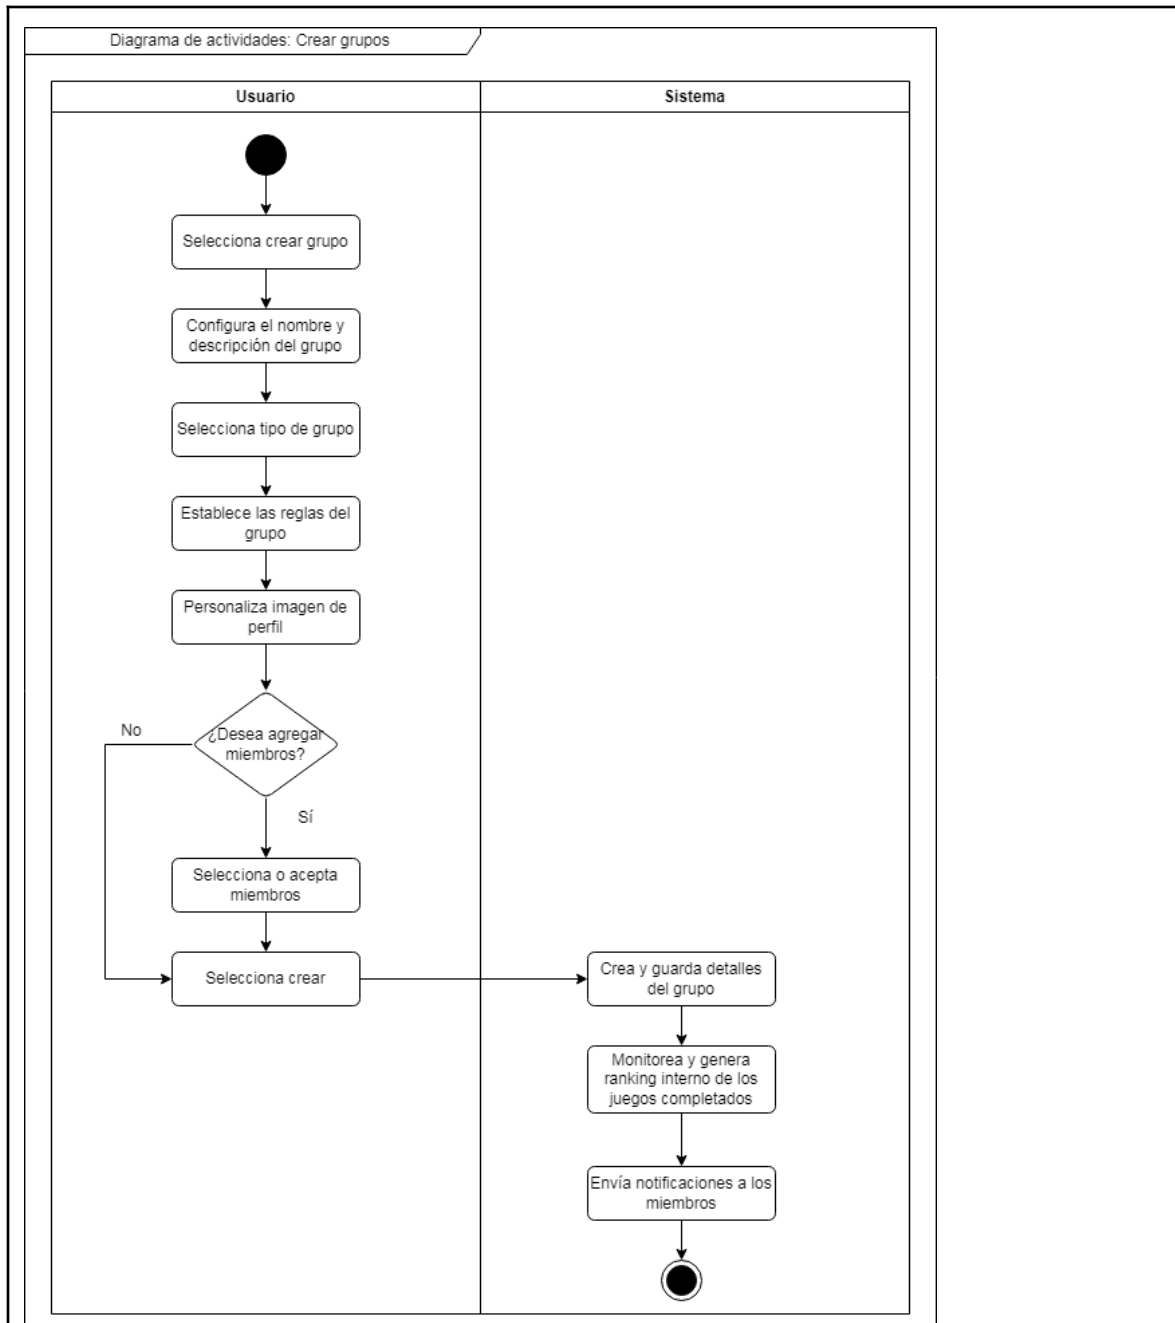 Diagrama de actividades: Crear grupos
Usuario
Sistema
Selecciona crear grupo
Configura el nombre y
descripción del grupo
Selecciona tipo de grupo
Establece las reglas del
grupo
Personaliza imagen de
perfil
¿Desea agregar
miembros?
No
Sí
Selecciona o acepta
miembros
Selecciona crear
Crea y guarda detalles
del grupo
Monitorea y genera
ranking interno de los
juegos completados
Envía notificaciones a los
miembros